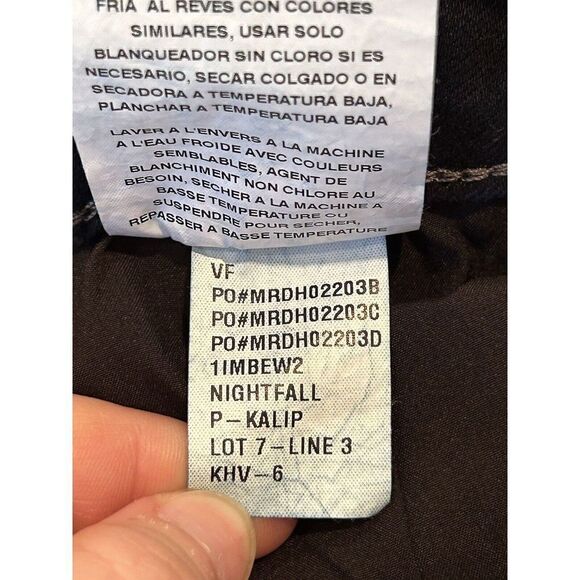 FRIA AL REVES CON COLORES
SIMILARES, USAR SOLO
BLANQUEADOR SIN CLORO SI ES
NECESARIO, SECAR COLGADO O EN
SECADORA A TEMPERATURA BAJA,
PLANCHAR A TEMPERATURA BAJA
LAVER A L'ENVERS A LA MACHINE
A L'EAU FROIDE AVEC COULEURS
SEMBLABLES, AGENT DE
BLANCHIMENT NON CHLORE AU
BESOIN, SECHER A LA MACHINE A
BASSE TEMPERATURE OU
SUSPENDRE POUR SECHER,
REPASSER A BASSE TEMPERATURE
VF
PO#MRDH02203B
PO#MRDH02203C
PO#MRDH02203D
1IMBEW2
NIGHTFALL
P-KALIP
LOT 7-LINE 3
KHV-6